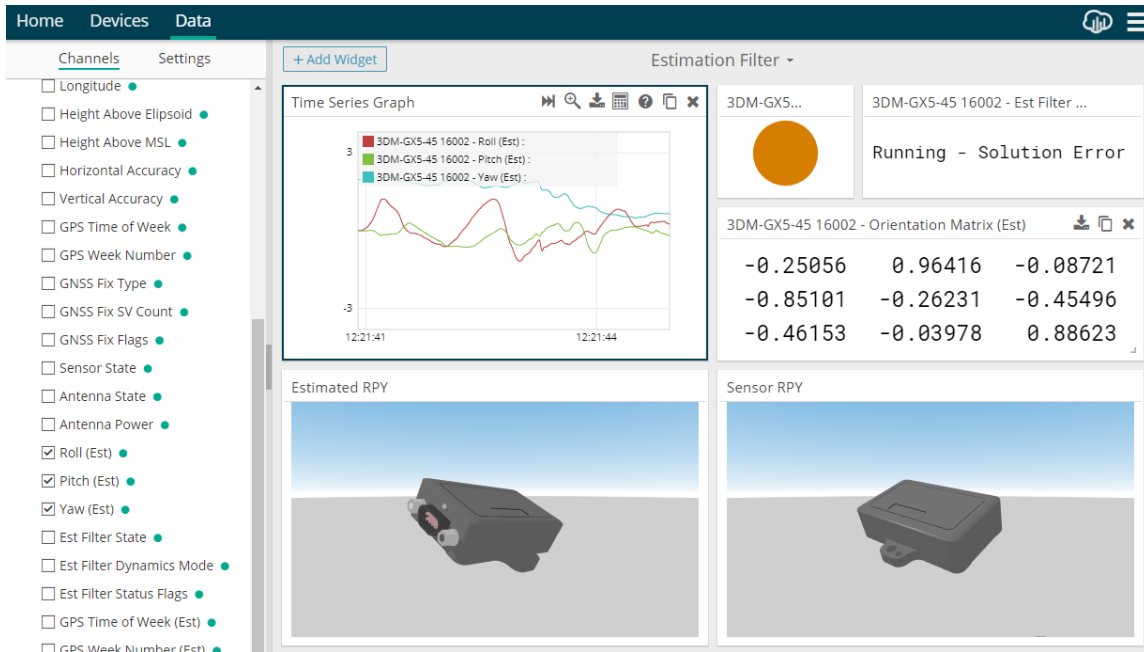 Home Devices Data
Channels Settings
Longitude
Height Above Elipsoid
Height Above MSL
Horizontal Accuracy
Vertical Accuracy
GPS Time of Week
GPS Week Number
GNSS Fix Type
GNSS Fix SV Count
GNSS Fix Flags
Sensor State
Antenna State
Antenna Power
Roll (Est)
Pitch (Est)
Yaw (Est)
Est Filter State
Est Filter Dynamics Mode
Est Filter Status Flags
GPS Time of Week (Est)
GPS Week Number (Est)
+ Add Widget
Estimation Filter
Time Series Graph
3DM-GX5-45 16002 - Roll (Est) :
3DM-GX5-45 16002 - Pitch (Est) :
3DM-GX5-45 16002 - Yaw (Est) :
3
-3
12:21:41 12:21:44
3DM-GX5...
3DM-GX5-45 16002 - Est Filter ...
Running - Solution Error
3DM-GX5-45 16002 - Orientation Matrix (Est)
-0.25056 0.96416 -0.08721
-0.85101 -0.26231 -0.45496
-0.46153 -0.03978 0.88623
Estimated RPY
Sensor RPY